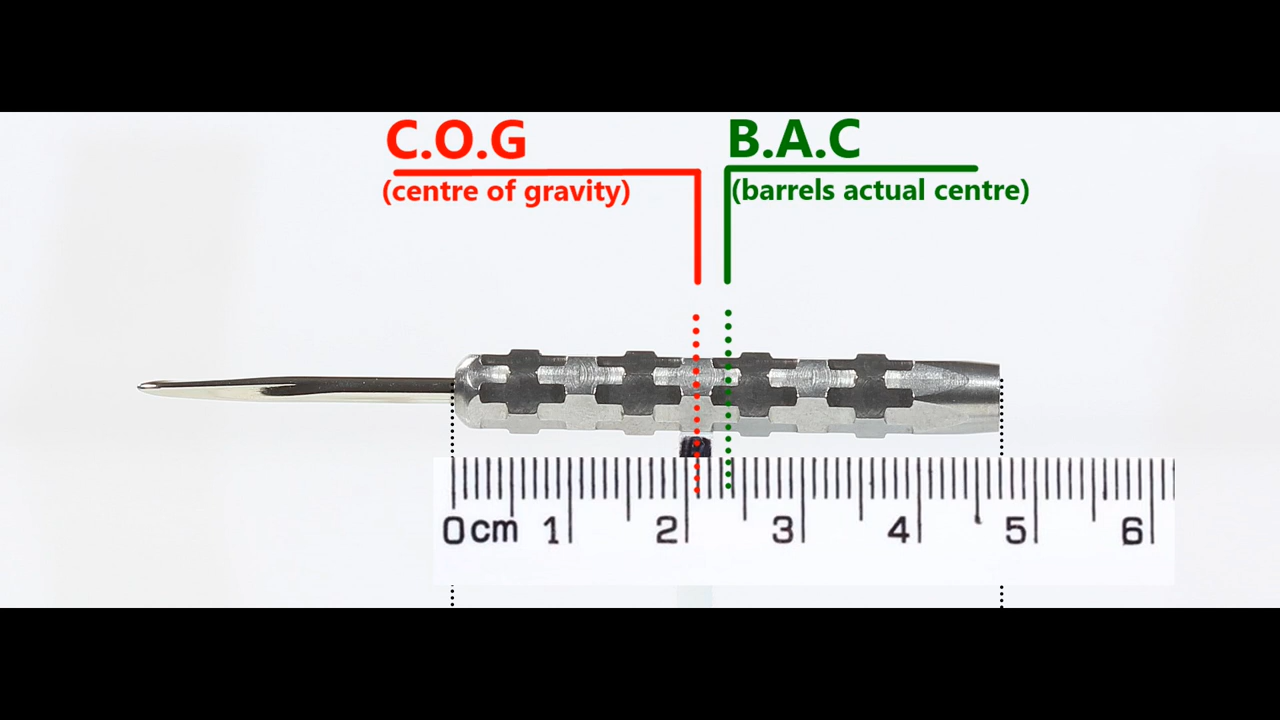 C.O.G
(centre of gravity)
B.A.C
(barrels actual centre)
0cm 1 2 3 4 5 6